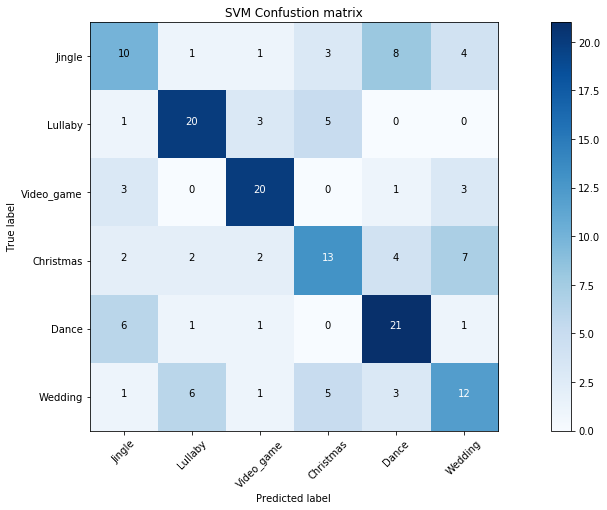 SVM Confustion matrix
Jingle 10 1 1 3 8 4
Lullaby 1 20 3 5 0 0
Video_game 3 0 20 0 1 3
Christmas 2 2 2 13 4 7
Dance 6 1 1 0 21 1
Wedding 1 6 1 5 3 12
Jingle Lullaby Video_game Christmas Dance Wedding
Predicted label
True label
20.0
17.5
15.0
12.5
10.0
7.5
5.0
2.5
0.0